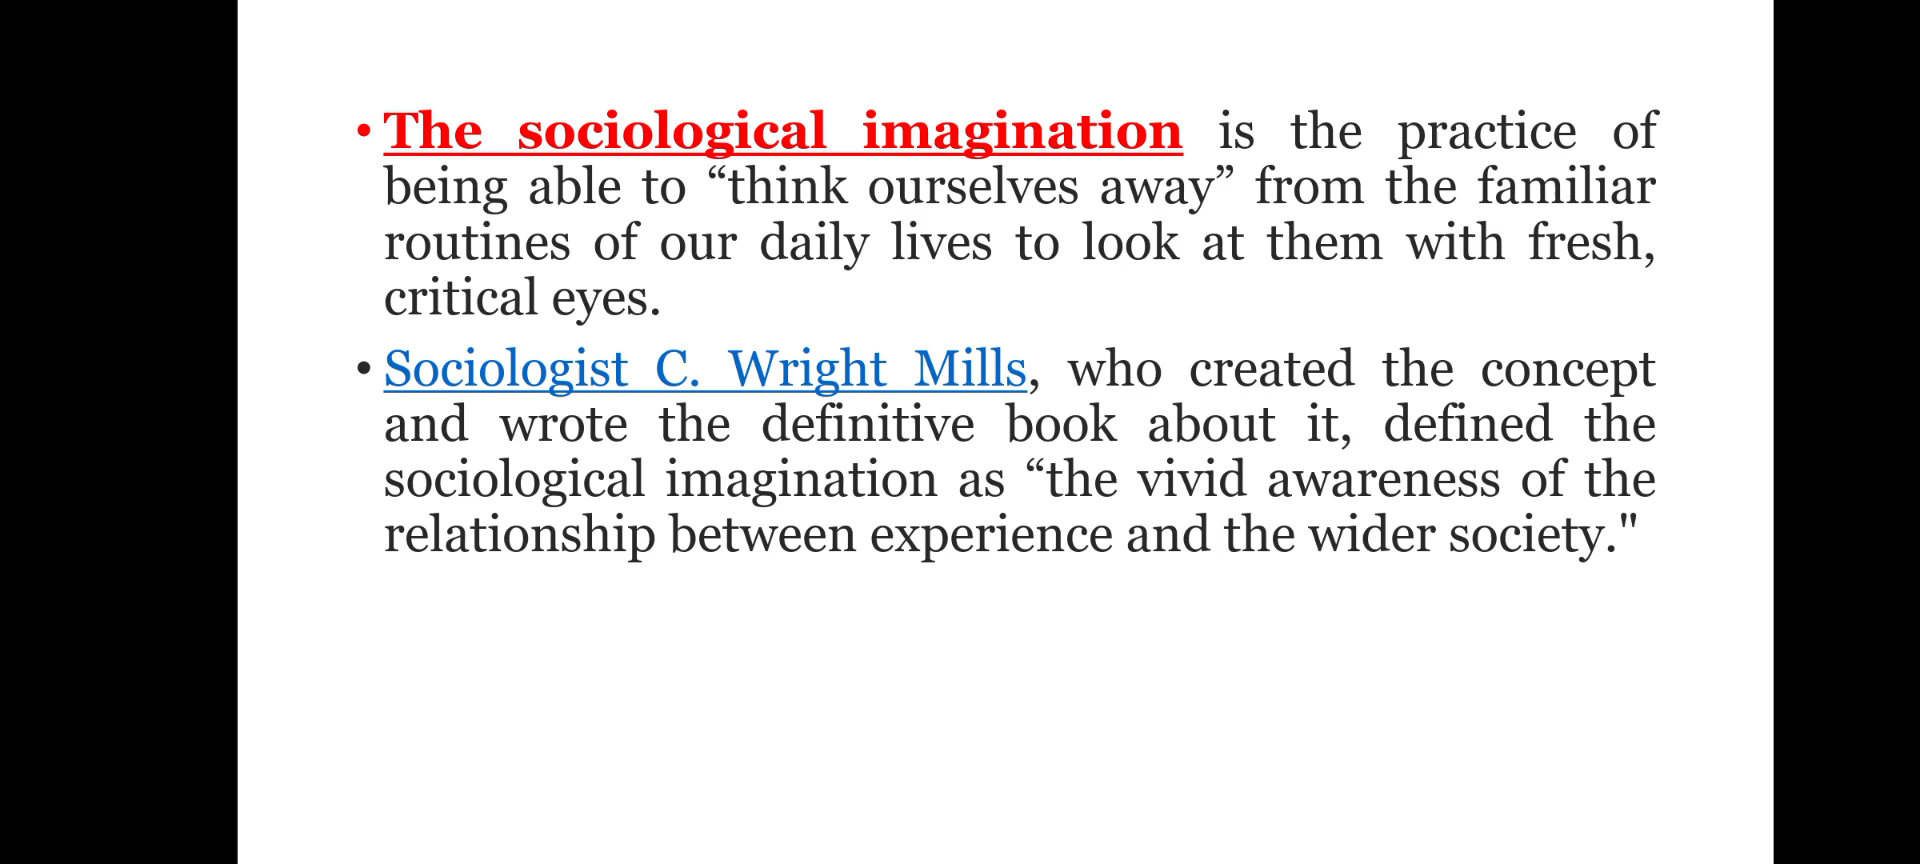 • The sociological imagination is the practice of
being able to “think ourselves away” from the familiar
routines of our daily lives to look at them with fresh,
critical eyes.
• Sociologist C. Wright Mills, who created the concept
and wrote the definitive book about it, defined the
sociological imagination as “the vivid awareness of the
relationship between experience and the wider society."